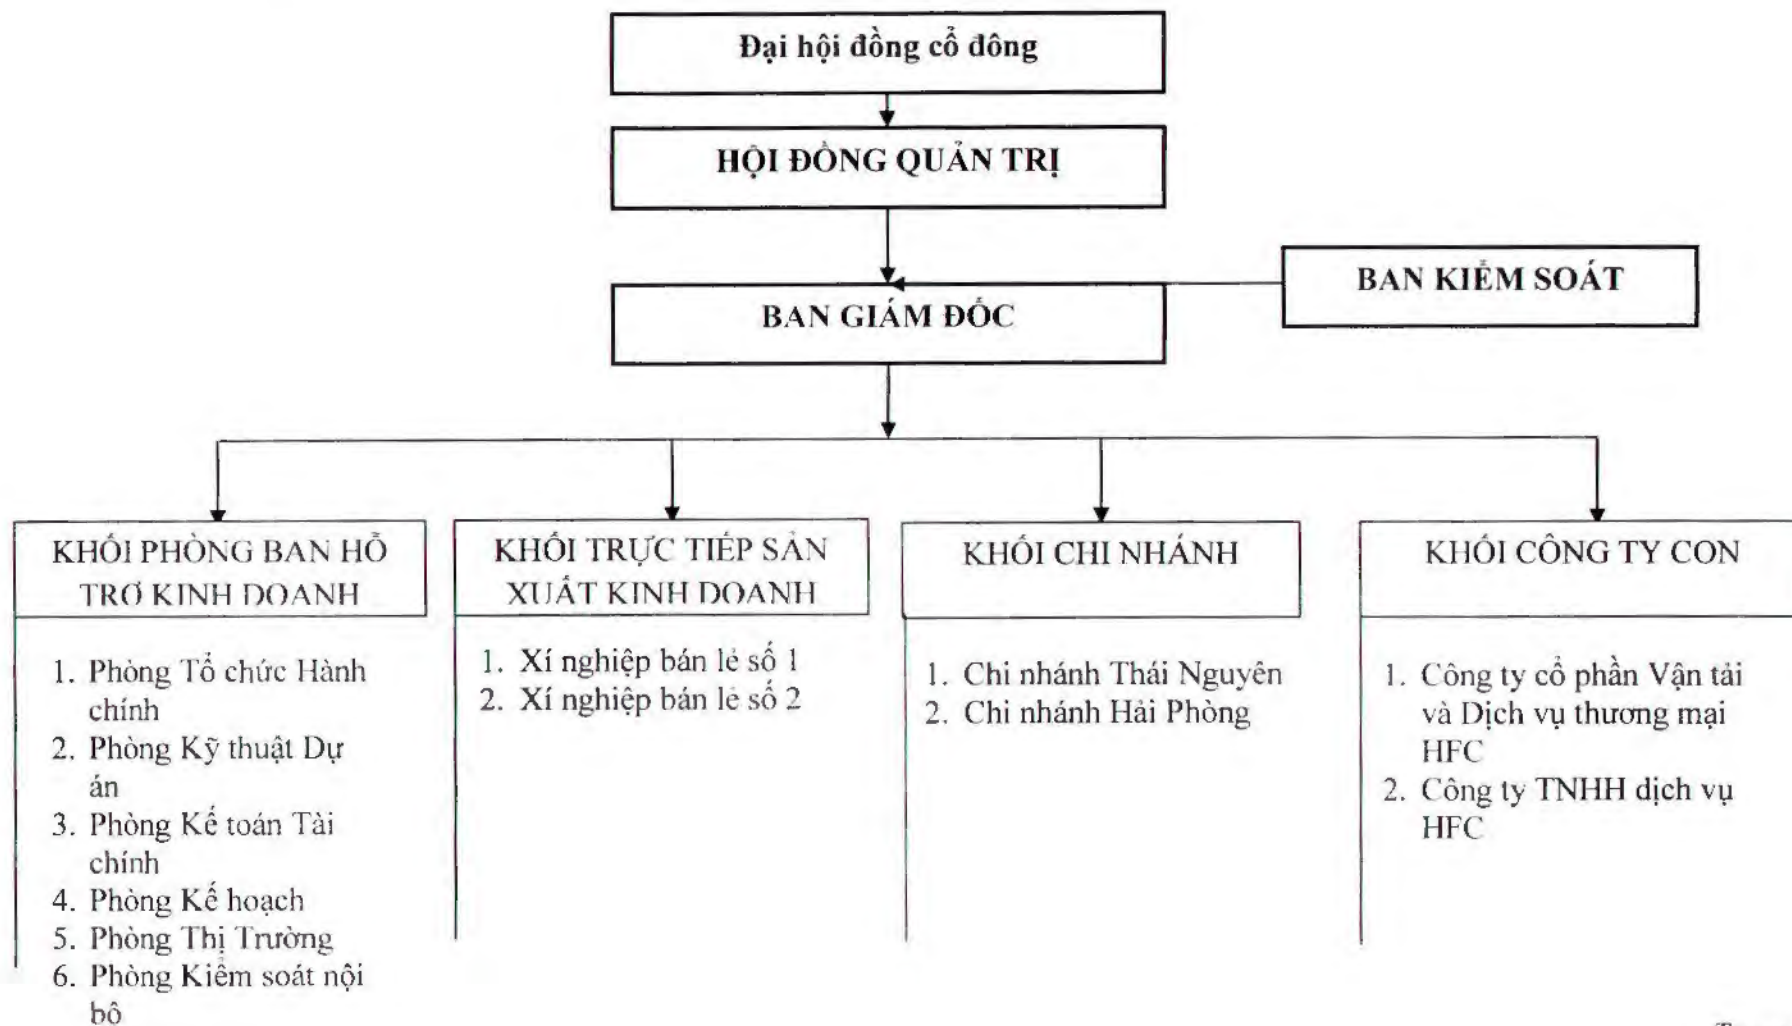 Đại hội đồng cổ đông
HỘI ĐỒNG QUẢN TRỊ
BAN KIỂM SOÁT
BAN GIÁM ĐỐC
KHỐI PHÒNG BAN HỖ
TRỢ KINH DOANH
1. Phòng Tổ chức Hành
chính
2. Phòng Kỹ thuật Dự
án
3. Phòng Kế toán Tài
chính
4. Phòng Kế hoạch
5. Phòng Thị Trường
6. Phòng Kiểm soát nội
bộ
KHỐI TRỰC TIẾP SẢN
XUẤT KINH DOANH
1. Xí nghiệp bán lẻ số 1
2. Xí nghiệp bán lẻ số 2
KHỐI CHI NHÁNH
1. Chi nhánh Thái Nguyên
2. Chi nhánh Hải Phòng
KHỐI CÔNG TY CON
1. Công ty cổ phần Vận tải
và Dịch vụ thương mại
HFC
2. Công ty TNHH dịch vụ
HFC